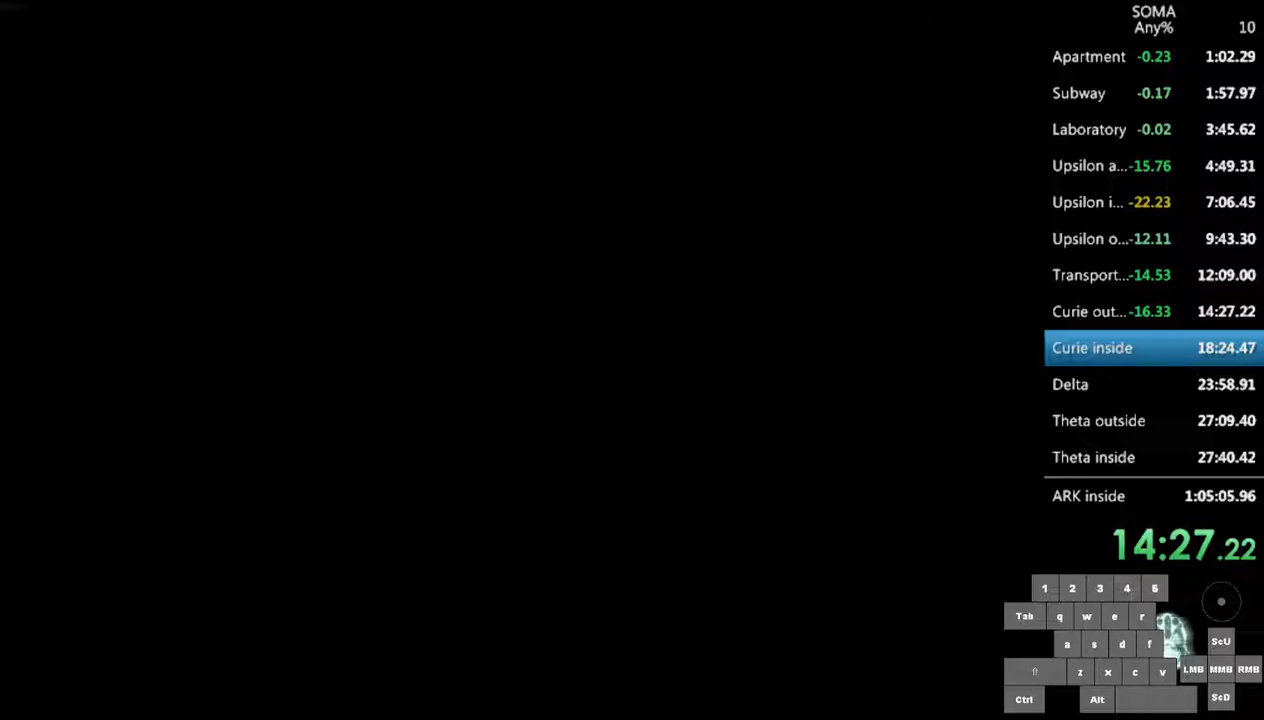 SOMA
Any% 10
Apartment -0.23 1:02.29
Subway -0.17 1:57.97
Laboratory -0.02 3:45.62
Upsilon a... -15.76 4:49.31
Upsilon i... -22.23 7:06.45
Upsilon o... -12.11 9:43.30
Transport... -14.53 12:09.00
Curie out... -16.33 14:27.22
Curie inside 18:24.47
Delta 23:58.91
Theta outside 27:09.40
Theta inside 27:40.42
ARK inside 1:05:05.96
14:27.22
1 2 3 4 5
Tab q w e r
a s d f ScU
⇧ z x c v LMB MMB RMB
Ctrl Alt ScD